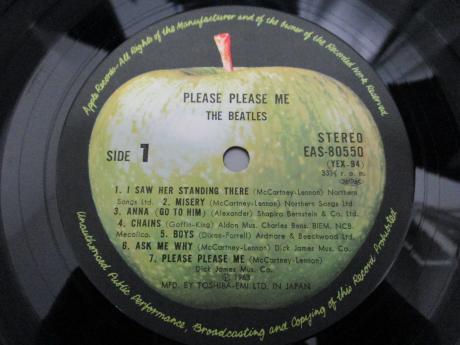 Apple Records-All Rights of the Manufacturer and of the Owner of the Recorded Work Reserved
PLEASE PLEASE ME
THE BEATLES
SIDE 1
STEREO
EAS-80550
(YEX-94)
33⅓ r.p.m.
1. I SAW HER STANDING THERE (McCartney-Lennon) Northern
Songs Ltd. 2. MISERY (McCartney-Lennon) Northern Songs Ltd
3. ANNA (GO TO HIM) (Alexander) Shapiro Bernstein & Co. Ltd.
4. CHAINS (Goffin-King) Aldon Mus. Charles Bens. BIEM, NCB,
Mecolico. 5. BOYS (Dixon-Farrell) Ardmore & Beechwood Ltd.
6. ASK ME WHY (McCartney-Lennon) Dick James Mus. Co.
7. PLEASE PLEASE ME (McCartney-Lennon)
Dick James Mus. Co.
Ⓟ 1963
MFD. BY TOSHIBA-EMI LTD. IN JAPAN
Unauthorised Public Performance, Broadcasting and Copying of this Record Prohibited